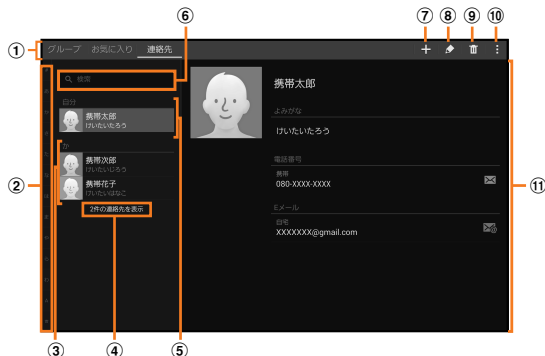 ⑥
⑦ ⑧ ⑨ ⑩
① グループ お気に入り 連絡先
検索
自分
携帯太郎
けいたいたろう
か
携帯次郎
けいたいじろう
携帯花子
けいたいはなこ
2件の連絡先を表示
携帯太郎
よみがな
けいたいたろう
電話番号
携帯
080-XXXX-XXXX
Eメール
自宅
XXXXXXX@gmail.com
② ⑪
③ ④ ⑤